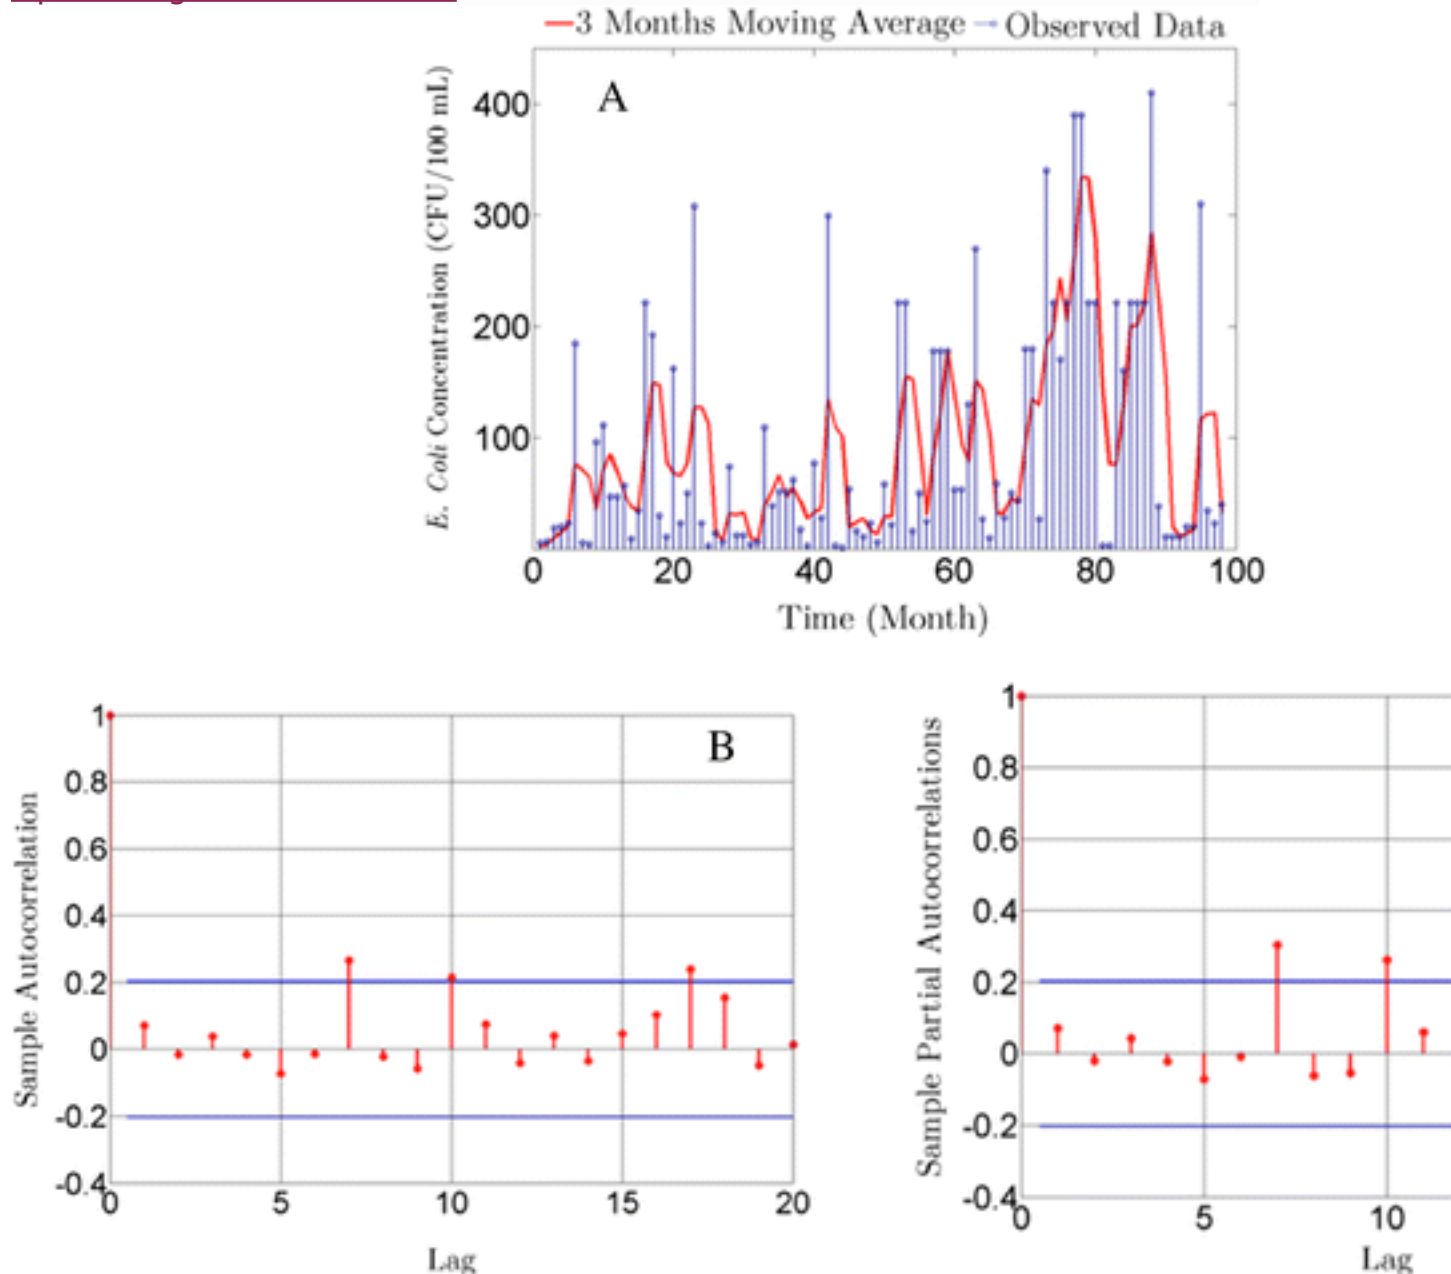 3 Months Moving Average Observed Data
A
E. Coli Concentration (CFU/100 mL)
400
300
200
100
0 20 40 60 80 100
Time (Month)
B
Sample Autocorrelation
1
0.8
0.6
0.4
0.2
0
-0.2
-0.4
0 5 10 15 20
Lag
Sample Partial Autocorrelations
1
0.8
0.6
0.4
0.2
0
-0.2
-0.4
0 5 10
Lag